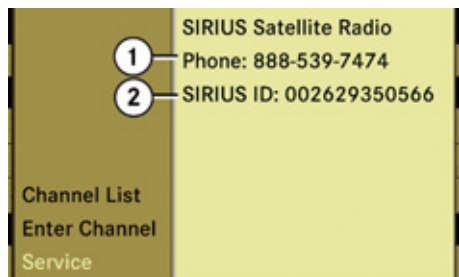 SIRIUS Satellite Radio
1
Phone: 888-539-7474
2
SIRIUS ID: 002629350566
Channel List
Enter Channel
Service